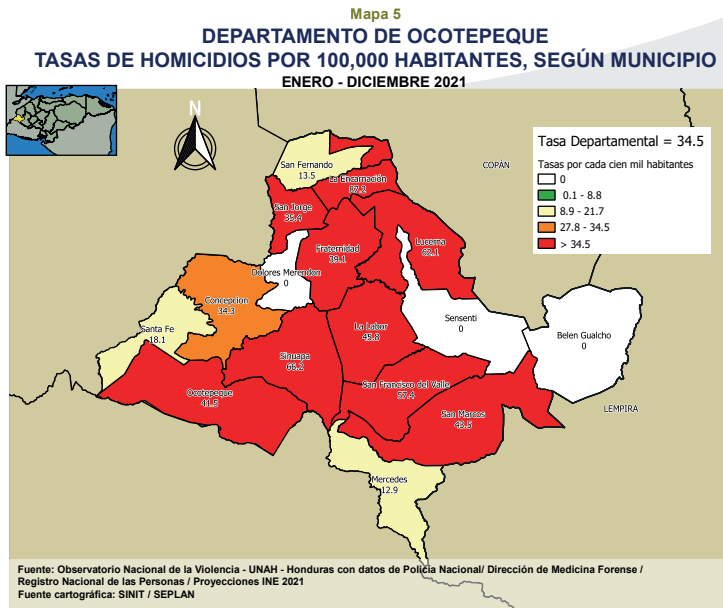 Mapa 5
DEPARTAMENTO DE OCOTEPEQUE
TASAS DE HOMICIDIOS POR 100,000 HABITANTES, SEGÚN MUNICIPIO
ENERO - DICIEMBRE 2021
N
Tasa Departamental = 34.5
Tasas por cada cien mil habitantes
0
0.1 - 8.8
8.9 - 21.7
27.8 - 34.5
> 34.5
COPÁN
San Fernando
13.5
La Encarnación
67.2
San Jorge
35.4
Fraternidad
39.1
Lucerna
62.1
Dolores Merendon
0
Concepcion
34.3
Sensenti
0
Belen Gualcho
0
Santa Fe
18.1
La Labor
45.8
Sinuapa
66.2
Ocotepeque
41.5
San Francisco del Valle
57.4
San Marcos
43.5
LEMPIRA
Mercedes
12.9
Fuente: Observatorio Nacional de la Violencia - UNAH - Honduras con datos de Policía Nacional/ Dirección de Medicina Forense /
Registro Nacional de las Personas / Proyecciones INE 2021
Fuente cartográfica: SINIT / SEPLAN